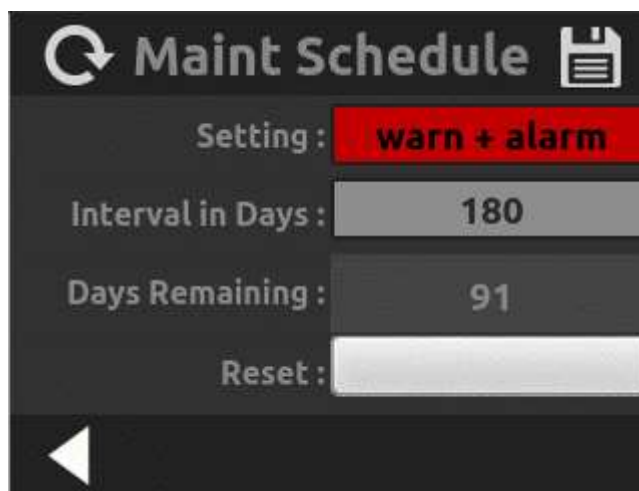 Maint Schedule
Setting : warn + alarm
Interval in Days : 180
Days Remaining : 91
Reset :